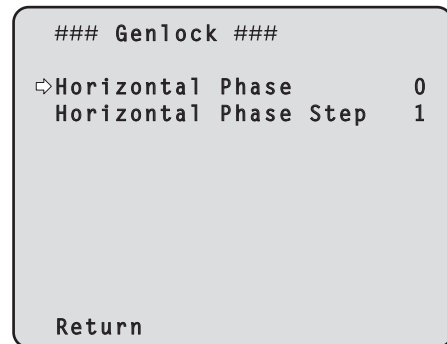 ### Genlock ###
⇨Horizontal Phase 0
Horizontal Phase Step 1
Return